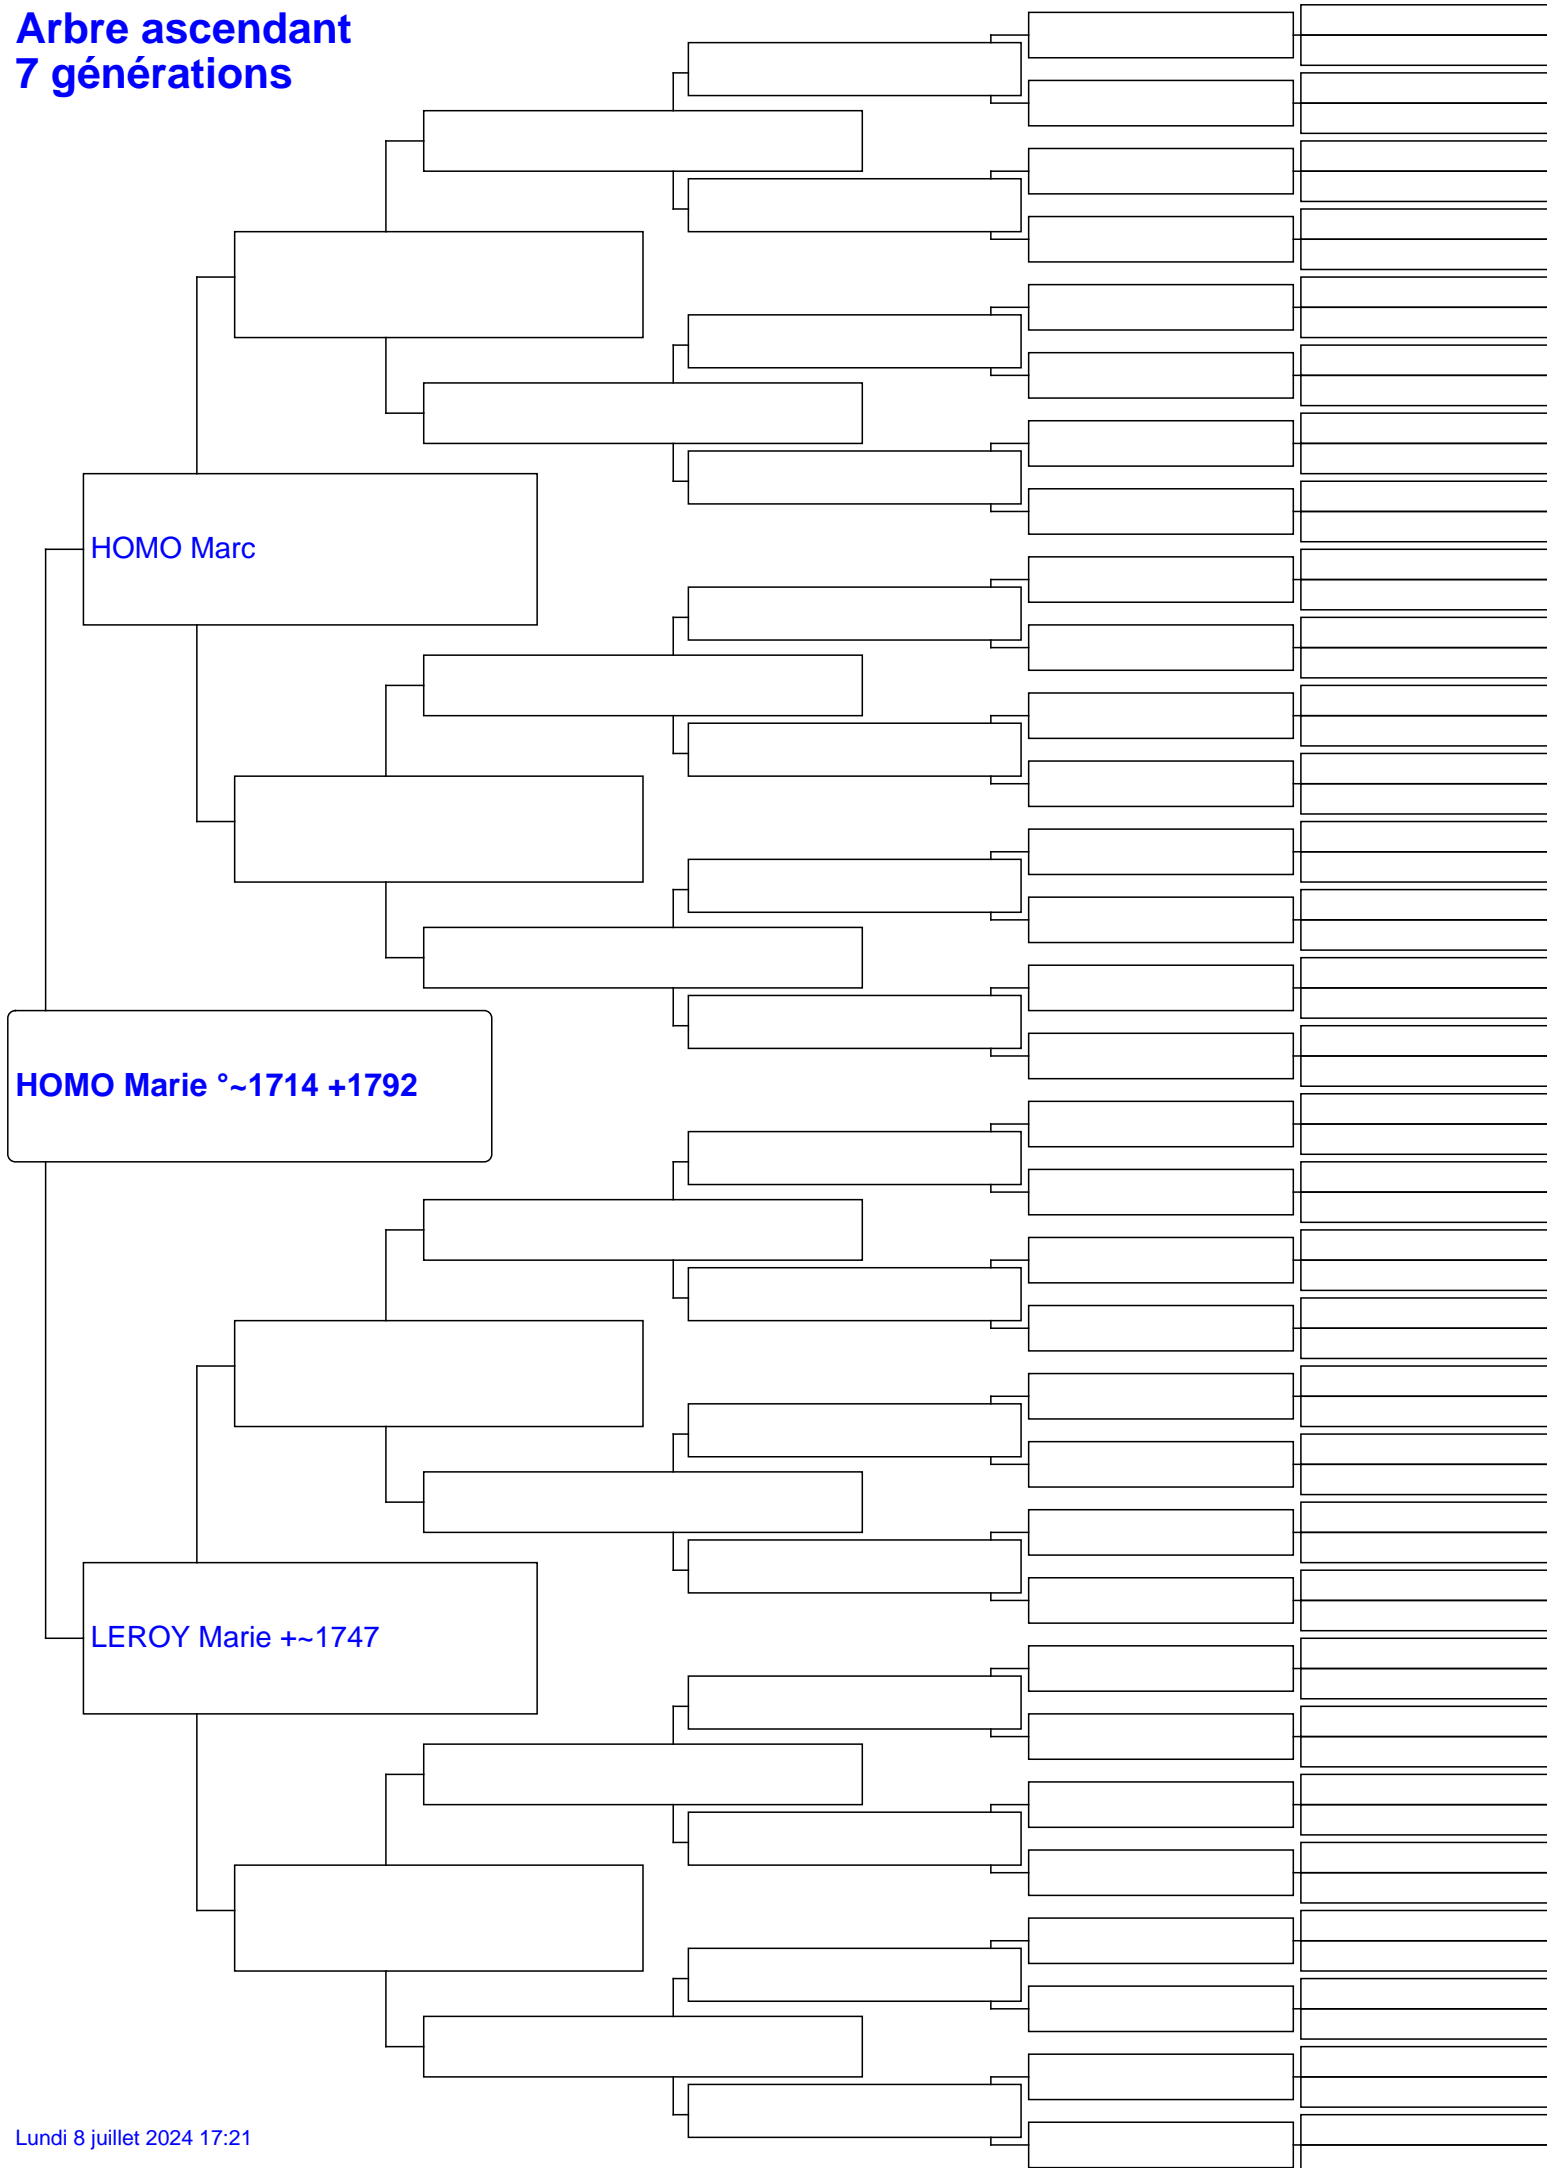 Arbre ascendant
7 générations
HOMO Marc
HOMO Marie °~1714 +1792
LEROY Marie +~1747
Lundi 8 juillet 2024 17:21